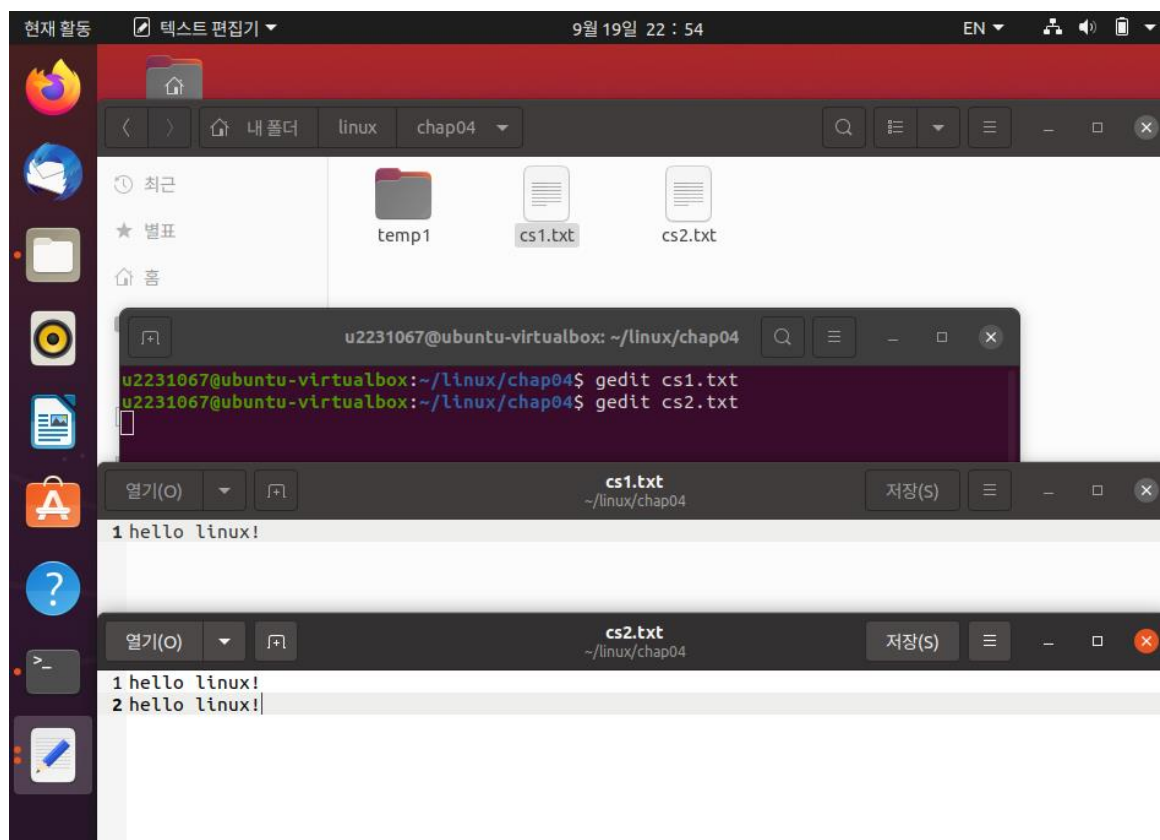 현재 활동 텍스트 편집기 9월 19일 22 : 54 EN
내 폴더 linux chap04
최근
별표
홈
temp1 cs1.txt cs2.txt
u2231067@ubuntu-virtualbox: ~/linux/chap04
u2231067@ubuntu-virtualbox:~/linux/chap04$ gedit cs1.txt
u2231067@ubuntu-virtualbox:~/linux/chap04$ gedit cs2.txt
열기(O) cs1.txt 저장(S)
~/linux/chap04
1 hello linux!
열기(O) cs2.txt 저장(S)
~/linux/chap04
1 hello linux!
2 hello linux!